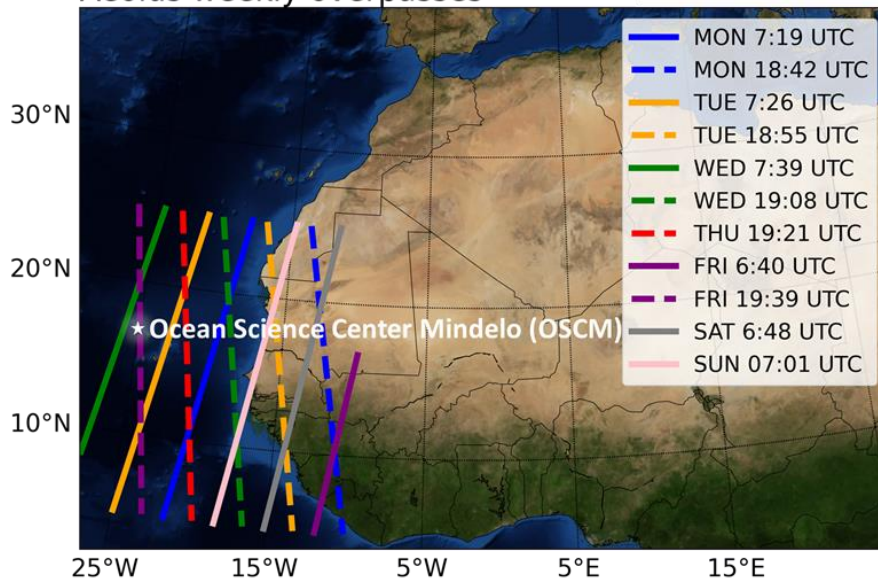 Aeolus weekly overpasses
MON 7:19 UTC
MON 18:42 UTC
TUE 7:26 UTC
TUE 18:55 UTC
WED 7:39 UTC
WED 19:08 UTC
THU 19:21 UTC
FRI 6:40 UTC
FRI 19:39 UTC
SAT 6:48 UTC
SUN 07:01 UTC
30°N
20°N
Ocean Science Center Mindelo (OSCM)
10°N
25°W 15°W 5°W 5°E 15°E